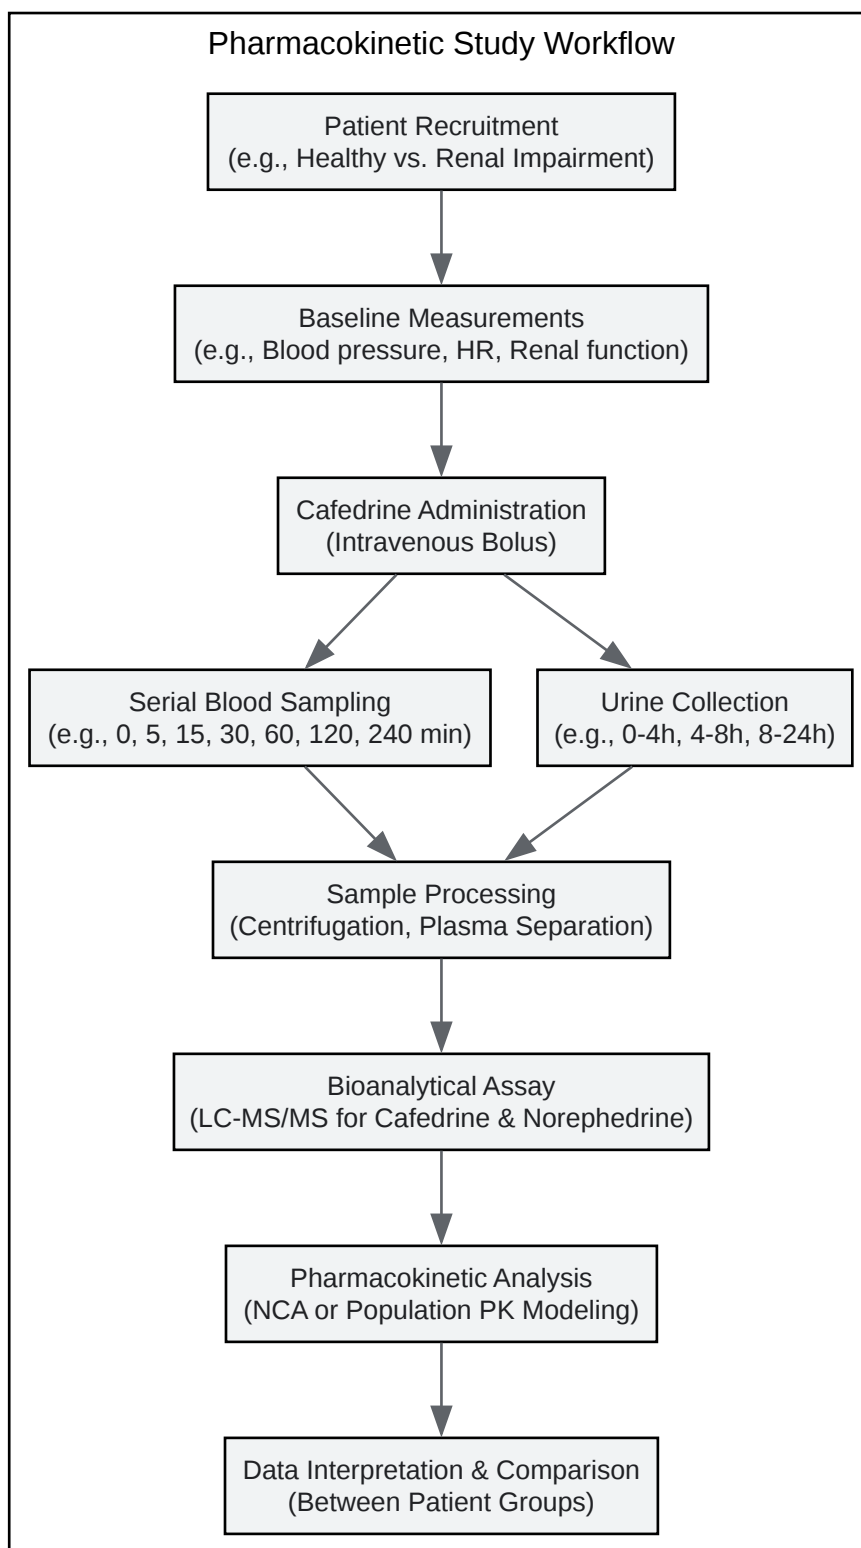 Pharmacokinetic Study Workflow
Patient Recruitment
(e.g., Healthy vs. Renal Impairment)
Baseline Measurements
(e.g., Blood pressure, HR, Renal function)
Cafedrine Administration
(Intravenous Bolus)
Serial Blood Sampling
(e.g., 0, 5, 15, 30, 60, 120, 240 min)
Urine Collection
(e.g., 0-4h, 4-8h, 8-24h)
Sample Processing
(Centrifugation, Plasma Separation)
Bioanalytical Assay
(LC-MS/MS for Cafedrine & Norephedrine)
Pharmacokinetic Analysis
(NCA or Population PK Modeling)
Data Interpretation & Comparison
(Between Patient Groups)